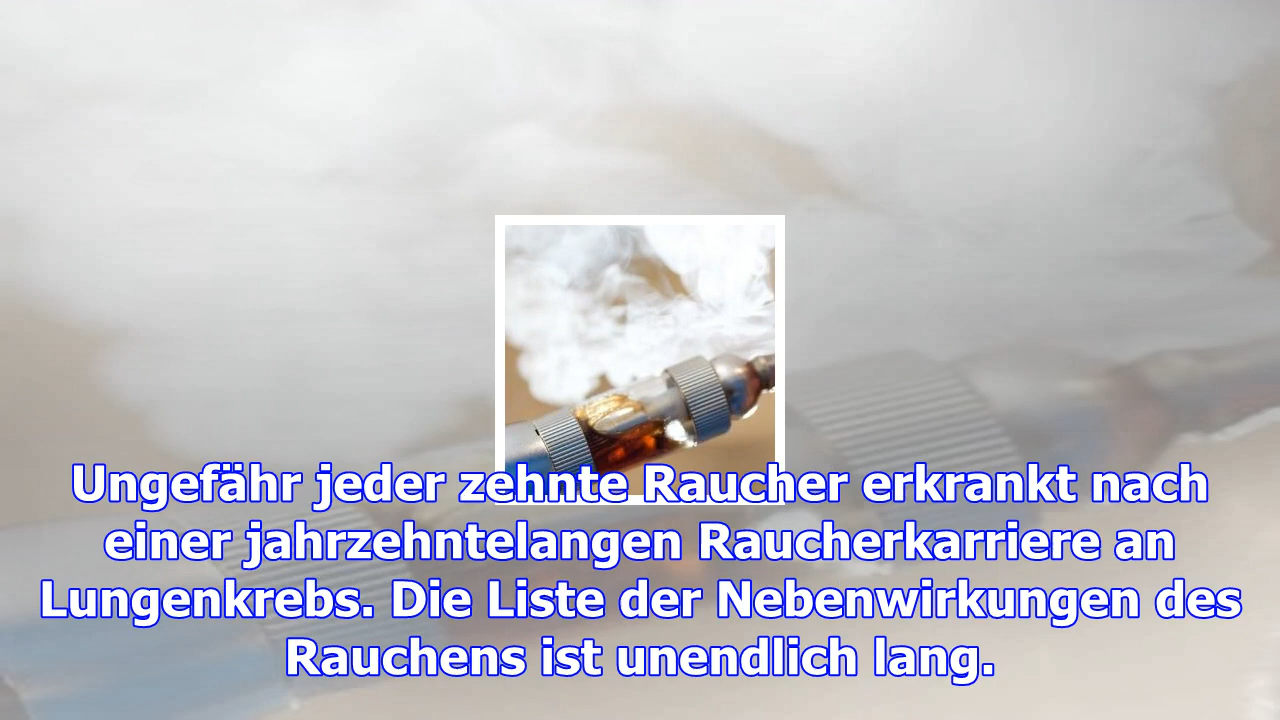 Ungefähr jeder zehnte Raucher erkrankt nach
einer jahrzehntelangen Raucherkarriere an
Lungenkrebs. Die Liste der Nebenwirkungen des
Rauchens ist unendlich lang.